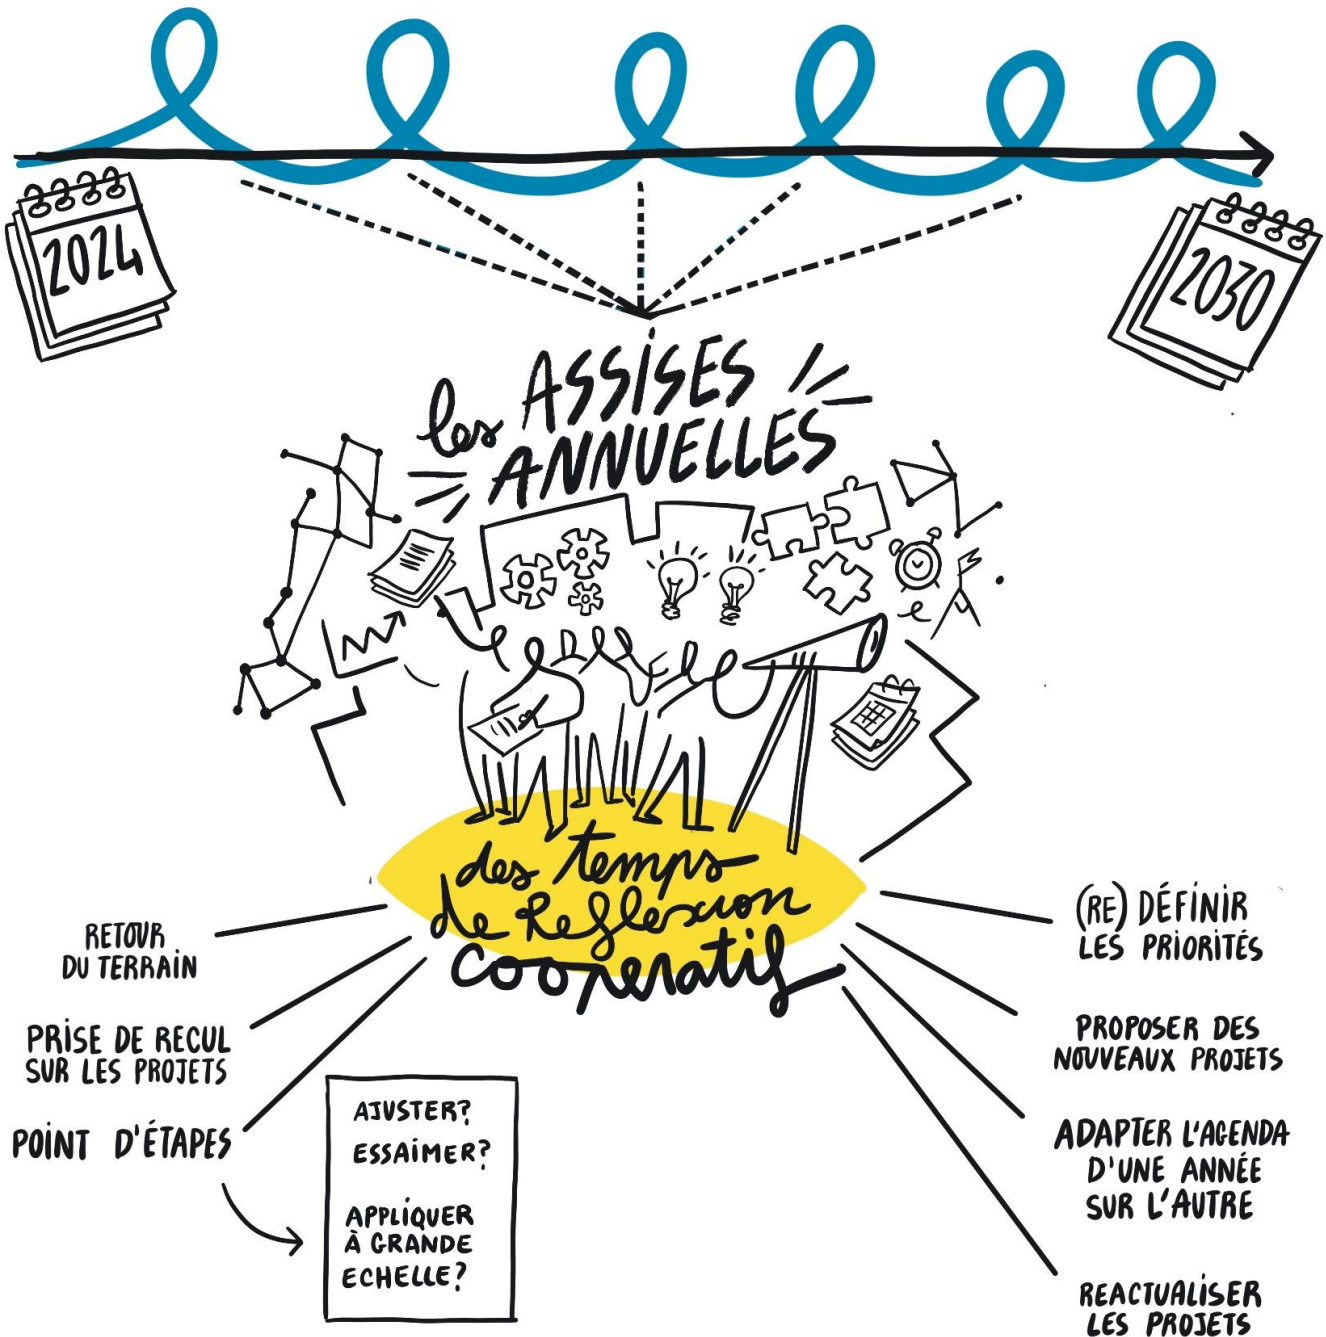 2024
2030
les ASSISES
ANNUELLES
des temps
de Reflexion
cooperatif
RETOUR
DU TERRAIN
PRISE DE RECUL
SUR LES PROJETS
POINT D'ÉTAPES
AJUSTER?
ESSAIMER?
APPLIQUER
À GRANDE
ECHELLE?
(RE) DÉFINIR
LES PRIORITÉS
PROPOSER DES
NOUVEAUX PROJETS
ADAPTER L'AGENDA
D'UNE ANNÉE
SUR L'AUTRE
REACTUALISER
LES PROJETS